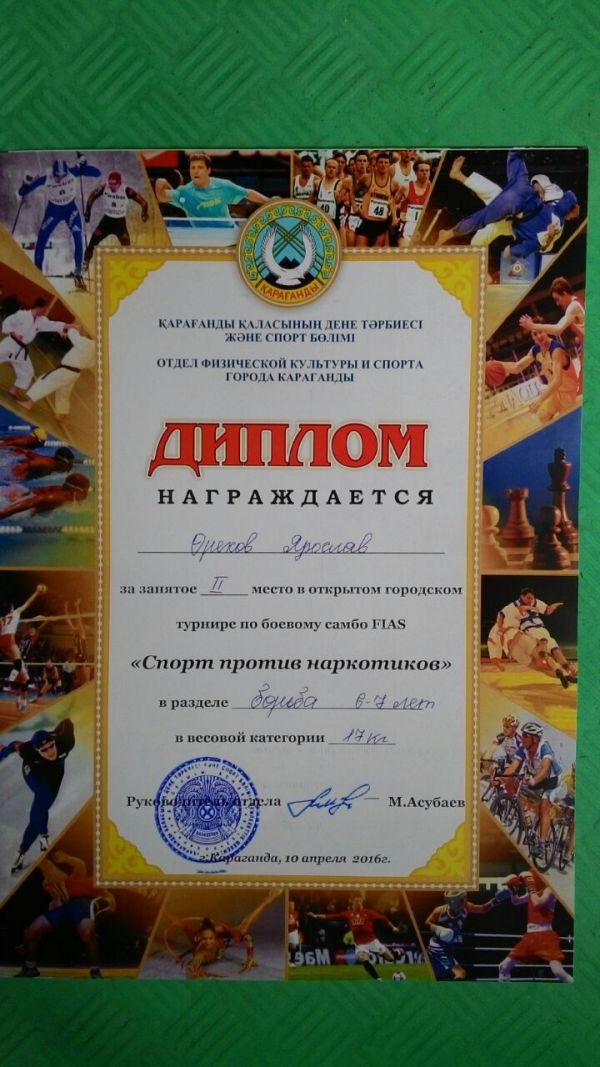 ҚАРАҒАНДЫ
ҚАРАҒАНДЫ ҚАЛАСЫНЫҢ ДЕНЕ ТӘРБИЕСІ
ЖӘНЕ СПОРТ БӨЛІМІ
ОТДЕЛ ФИЗИЧЕСКОЙ КУЛЬТУРЫ И СПОРТА
ГОРОДА КАРАГАНДЫ
ДИПЛОМ
НАГРАЖДАЕТСЯ
Орехов Ярослав
за занятое II место в открытом городском
турнире по боевому самбо FIAS
«Спорт против наркотиков»
в разделе борьба 6-7 лет
в весовой категории 17кг
Руководитель отдела М.Асубаев
г.Караганда, 10 апреля 2016г.